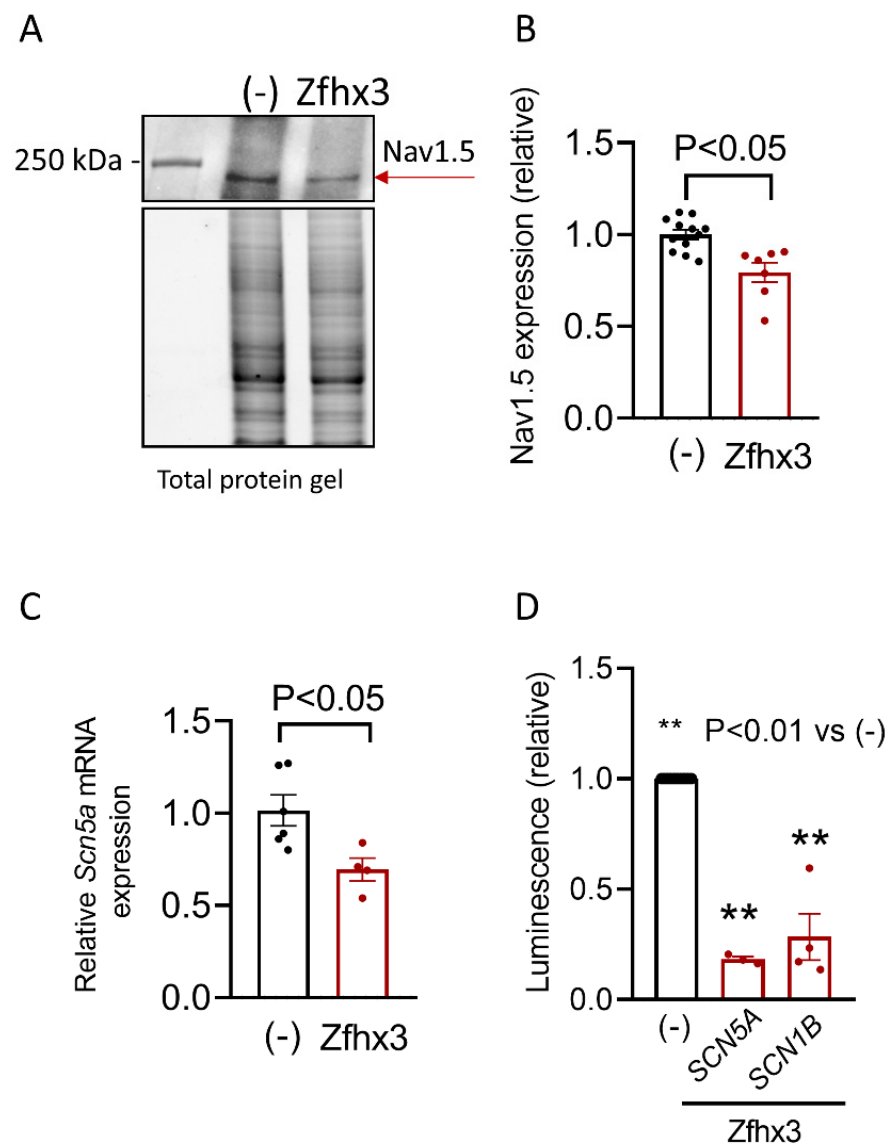 A
(-) Zfhx3
250 kDa -
Nav1.5
Total protein gel
B
Nav1.5 expression (relative)
1.5
1.0
0.5
0.0
P<0.05
(-) Zfhx3
C
Relative Scn5a mRNA
expression
1.5
1.0
0.5
0.0
P<0.05
(-) Zfhx3
D
Luminescence (relative)
1.5
1.0
0.5
0.0
** P<0.01 vs (-)
**
**
(-)
SCN5A
SCN1B
Zfhx3